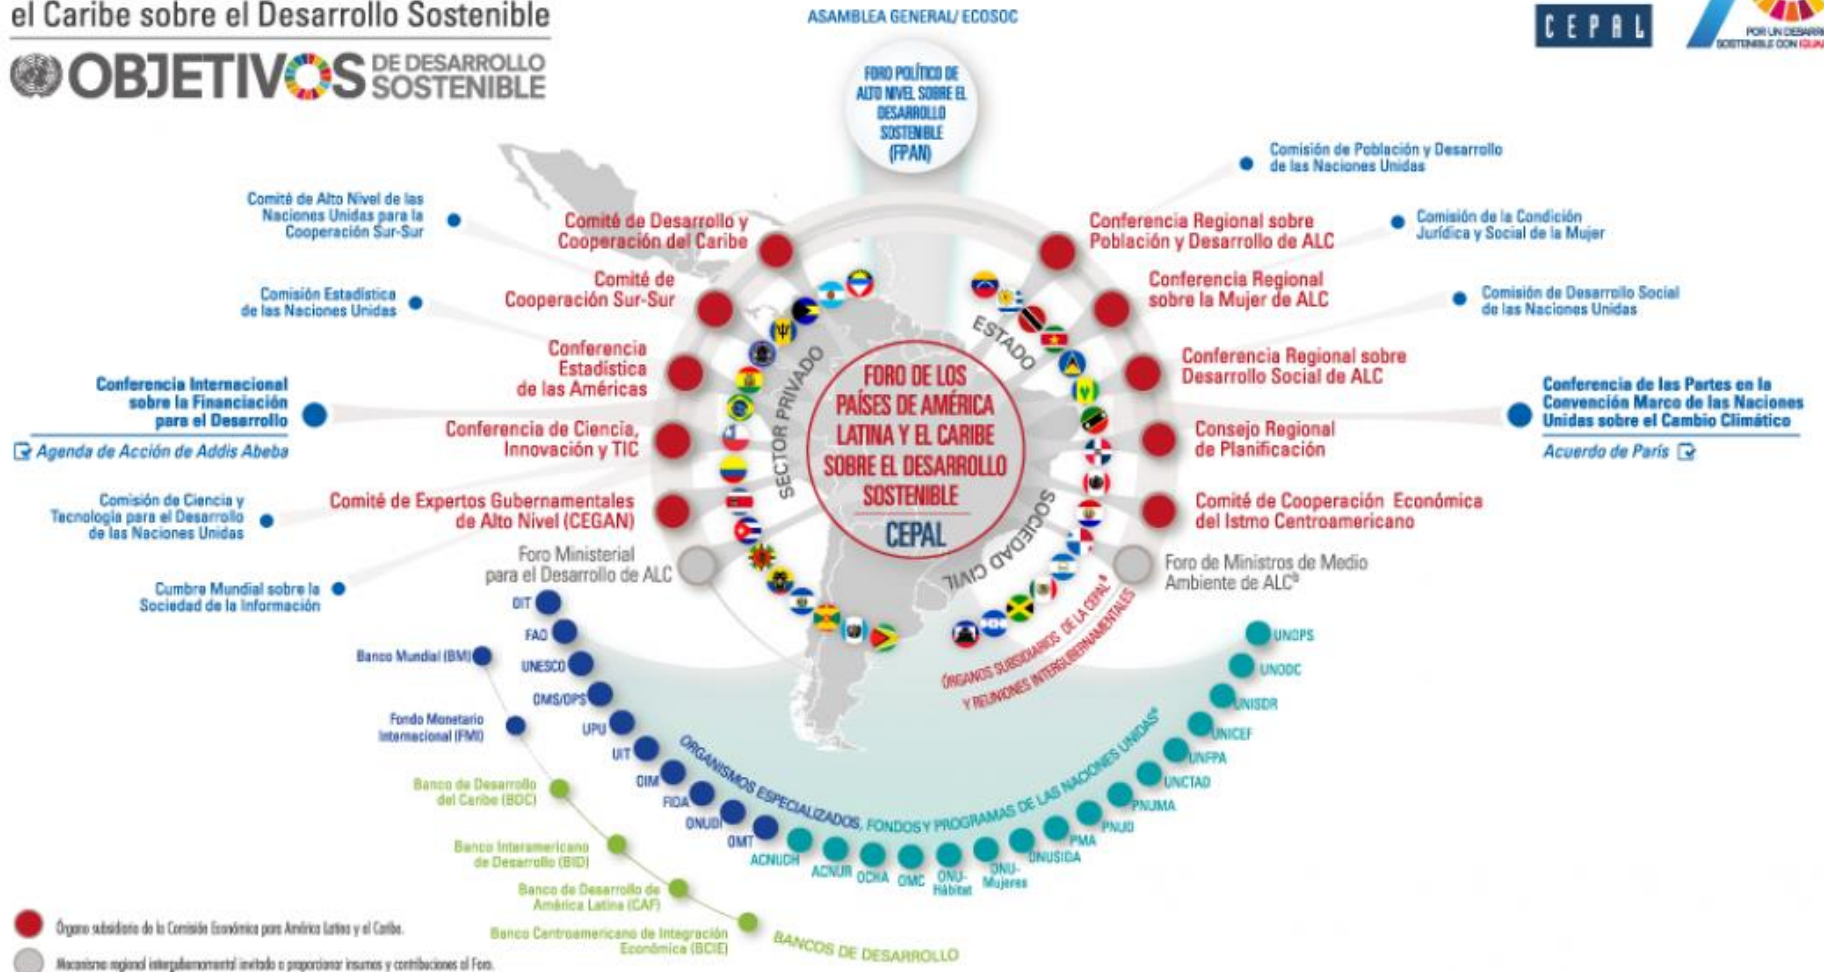 el Caribe sobre el Desarrollo Sostenible
OBJETIVOS DE DESARROLLO
SOSTENIBLE
ASAMBLEA GENERAL/ ECOSOC
CEPAL
POR UN
SOSTENIBLE CON
FORO POLÍTICO DE
ALTO NIVEL SOBRE EL
DESARROLLO
SOSTENIBLE
(FPAN)
Comité de Alto Nivel de las
Naciones Unidas para la
Cooperación Sur-Sur
Comisión Estadística
de las Naciones Unidas
Conferencia Internacional
sobre la Financiación
para el Desarrollo
Agenda de Acción de Addis Abeba
Comisión de Ciencia y
Tecnología para el Desarrollo
de las Naciones Unidas
Cumbre Mundial sobre la
Sociedad de la Información
Comité de Desarrollo y
Cooperación del Caribe
Comité de
Cooperación Sur-Sur
Conferencia
Estadística
de las Américas
Conferencia de Ciencia,
Innovación y TIC
Comité de Expertos Gubernamentales
de Alto Nivel (CEGAN)
Foro Ministerial
para el Desarrollo de ALC
SECTOR PRIVADO
ESTADO
SOCIEDAD CIVIL
FORO DE LOS
PAÍSES DE AMÉRICA
LATINA Y EL CARIBE
SOBRE EL DESARROLLO
SOSTENIBLE
CEPAL
Conferencia Regional sobre
Población y Desarrollo de ALC
Conferencia Regional
sobre la Mujer de ALC
Conferencia Regional sobre
Desarrollo Social de ALC
Consejo Regional
de Planificación
Comité de Cooperación Económica
del Istmo Centroamericano
Foro de Ministros de Medio
Ambiente de ALC
Comisión de Población y Desarrollo
de las Naciones Unidas
Comisión de la Condición
Jurídica y Social de la Mujer
Comisión de Desarrollo Social
de las Naciones Unidas
Conferencia de las Partes en la
Convención Marco de las Naciones
Unidas sobre el Cambio Climático
Acuerdo de París
ÓRGANOS SUBSIDIARIOS DE LA CEPAL
Y REUNIONES INTERGUBERNAMENTALES
OIT
FAO
UNESCO
OMS/OPS
UPU
UIT
OIM
FIDA
ONUDI
OMT
ACNUDH
ACNUR
OCHA
OMC
ONU-
Hábitat
ONU-
Mujeres
ONUSIDA
PMA
PNUD
PNUMA
UNCTAD
UNFPA
UNICEF
UNISDR
UNODC
UNOPS
ORGANISMOS ESPECIALIZADOS, FONDOS Y PROGRAMAS DE LAS NACIONES UNIDAS
Banco Mundial (BM)
Fondo Monetario
Internacional (FMI)
Banco de Desarrollo
del Caribe (BDC)
Banco Interamericano
de Desarrollo (BID)
Banco de Desarrollo de
América Latina (CAF)
Banco Centroamericano de Integración
Económica (BCIE)
BANCOS DE DESARROLLO
Órgano subsidiario de la Comisión Económica para América Latina y el Caribe.
Mecanismo regional intergubernamental invitado a proporcionar insumos y contribuciones al Foro.